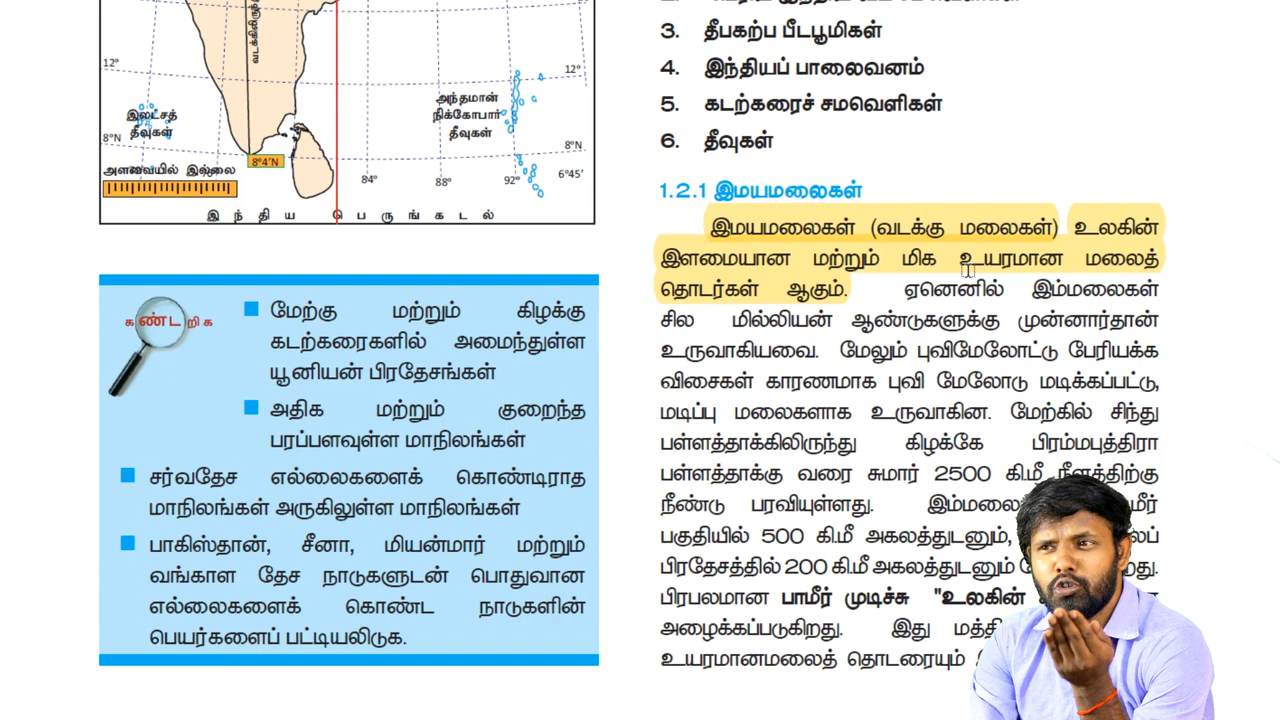 வடக்கிலிருந்
12°
12°
இலட்சத்
தீவுகள்
அந்தமான்
நிக்கோபார்
தீவுகள்
8°N
8°N
8°4′N
அளவையில் இல்லை
84°
88°
92°
6°45′
இந்திய பெருங்கடல்
கண்டறிக
மேற்கு மற்றும் கிழக்கு
கடற்கரைகளில் அமைந்துள்ள
யூனியன் பிரதேசங்கள்
அதிக மற்றும் குறைந்த
பரப்பளவுள்ள மாநிலங்கள்
சர்வதேச எல்லைகளைக் கொண்டிராத
மாநிலங்கள் அருகிலுள்ள மாநிலங்கள்
பாகிஸ்தான், சீனா, மியன்மார் மற்றும்
வங்காள தேச நாடுகளுடன் பொதுவான
எல்லைகளைக் கொண்ட நாடுகளின்
பெயர்களைப் பட்டியலிடுக.
3. தீபகற்ப பீடபூமிகள்
4. இந்தியப் பாலைவனம்
5. கடற்கரைச் சமவெளிகள்
6. தீவுகள்
1.2.1 இமயமலைகள்
இமயமலைகள் (வடக்கு மலைகள்) உலகின்
இளமையான மற்றும் மிக உயரமான மலைத்
தொடர்கள் ஆகும். ஏனெனில் இம்மலைகள்
சில மில்லியன் ஆண்டுகளுக்கு முன்னார்தான்
உருவாகியவை. மேலும் புவிமேலோட்டு பேரியக்க
விசைகள் காரணமாக புவி மேலோடு மடிக்கப்பட்டு,
மடிப்பு மலைகளாக உருவாகின. மேற்கில் சிந்து
பள்ளத்தாக்கிலிருந்து கிழக்கே பிரம்மபுத்திரா
பள்ளத்தாக்கு வரை சுமார் 2500 கி.மீ நீளத்திற்கு
நீண்டு பரவியுள்ளது.
பகுதியில் 500 கி.மீ அகலத்துடனும்,
பிரதேசத்தில் 200 கி.மீ அகலத்துடனும்
பிரபலமான பாமீர் முடிச்சு "உலகின்
அழைக்கப்படுகிறது. இது
உயரமானமலைத் தொடரையும்